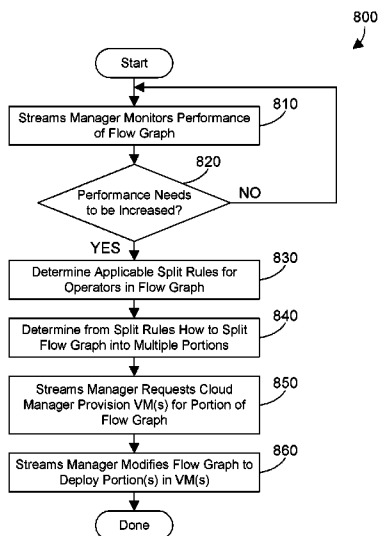 800
Start
810
Streams Manager Monitors Performance
of Flow Graph
820
Performance Needs
to be Increased?
NO
YES
830
Determine Applicable Split Rules for
Operators in Flow Graph
840
Determine from Split Rules How to Split
Flow Graph into Multiple Portions
850
Streams Manager Requests Cloud
Manager Provision VM(s) for Portion of
Flow Graph
860
Streams Manager Modifies Flow Graph to
Deploy Portion(s) in VM(s)
Done